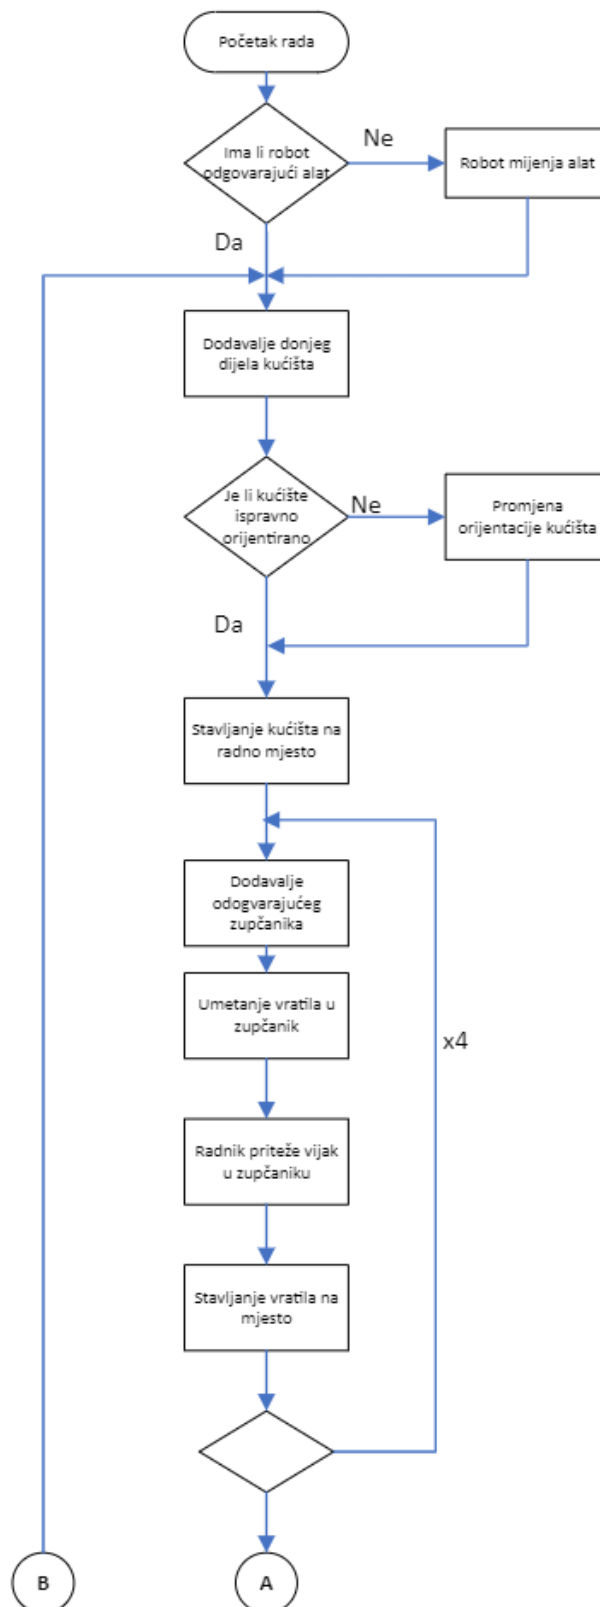 Početak rada
Ima li robot
odgovarajući alat
Ne
Robot mijenja alat
Da
Dodavalje donjeg
dijela kućišta
Je li kućište
ispravno
orijentirano
Ne
Promjena
orijentacije kućišta
Da
Stavljanje kućišta na
radno mjesto
Dodavalje
odogvarajućeg
zupčanika
Umetanje vratila u
zupčanik
x4
Radnik priteže vijak
u zupčaniku
Stavljanje vratila na
mjesto
B
A